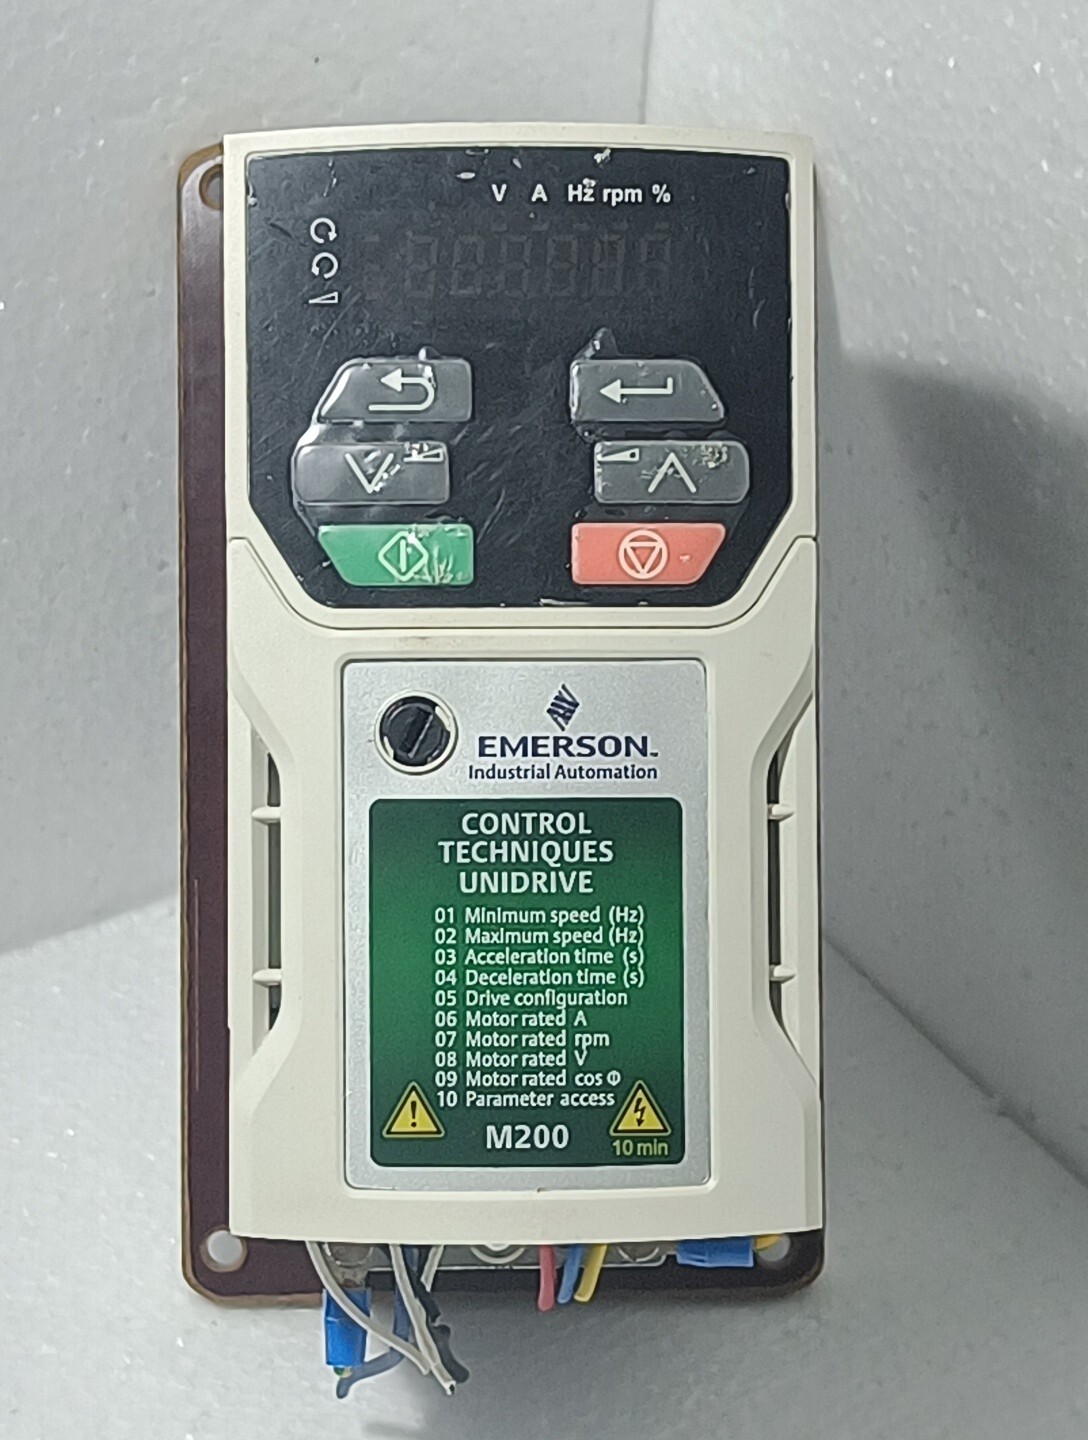 V A Hz rpm %
EMERSON™
Industrial Automation
CONTROL
TECHNIQUES
UNIDRIVE
01 Minimum speed (Hz)
02 Maximum speed (Hz)
03 Acceleration time (s)
04 Deceleration time (s)
05 Drive configuration
06 Motor rated A
07 Motor rated rpm
08 Motor rated V
09 Motor rated cos Φ
10 Parameter access
M200
10 min